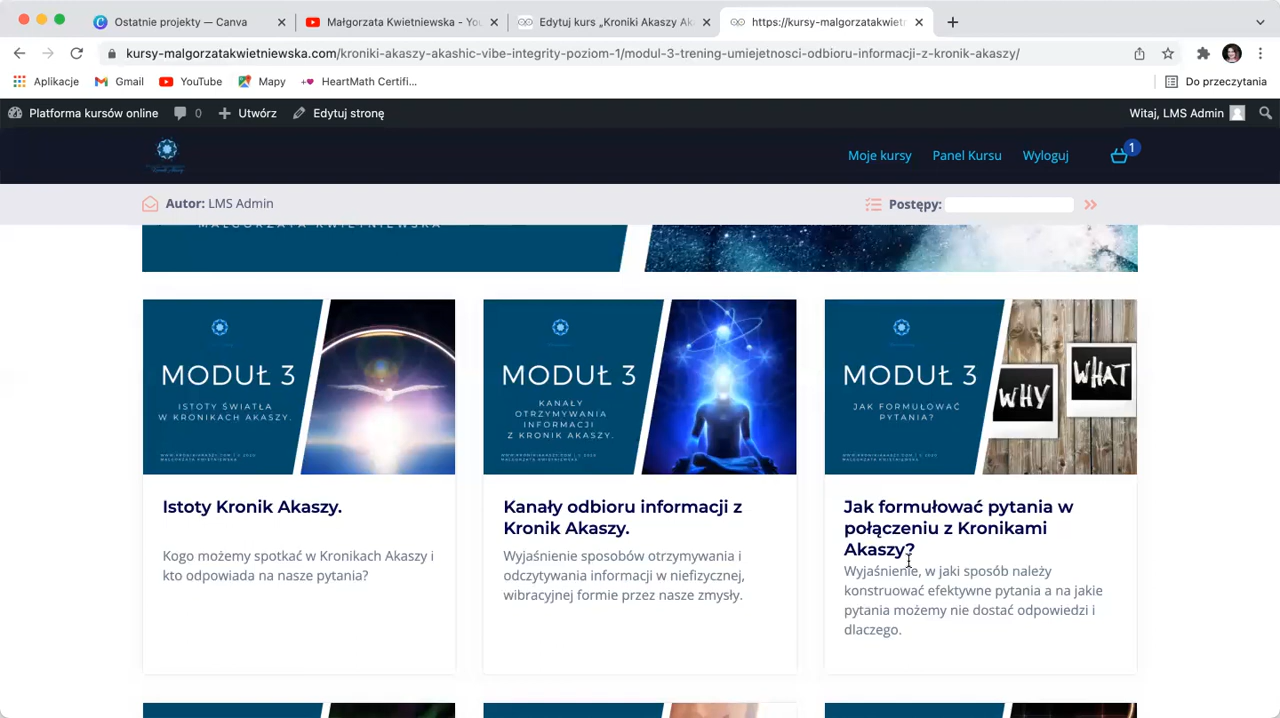 Ostatnie projekty — Canva
Małgorzata Kwietniewska - You
Edytuj kurs „Kroniki Akaszy Ak
https://kursy-malgorzatakwietn
kursy-malgorzatakwietniewska.com/kroniki-akaszy-akashic-vibe-integrity-poziom-1/modul-3-trening-umiejetnosci-odbioru-informacji-z-kronik-akaszy/
Aplikacje Gmail YouTube Mapy HeartMath Certifi... Do przeczytania
Platforma kursów online 0 Utwórz Edytuj stronę Witaj, LMS Admin
Moje kursy Panel Kursu Wyloguj 1
Autor: LMS Admin Postępy:
MAŁGORZATA KWIETNIEWSKA
MODUŁ 3
ISTOTY ŚWIATŁA
W KRONIKACH AKASZY.
MODUŁ 3
KANAŁY
OTRZYMYWANIA
INFORMACJI
Z KRONIK AKASZY.
MODUŁ 3
JAK FORMUŁOWAĆ
PYTANIA?
WHY
WHAT
Istoty Kronik Akaszy.
Kogo możemy spotkać w Kronikach Akaszy i
kto odpowiada na nasze pytania?
Kanały odbioru informacji z
Kronik Akaszy.
Wyjaśnienie sposobów otrzymywania i
odczytywania informacji w niefizycznej,
wibracyjnej formie przez nasze zmysły.
Jak formułować pytania w
połączeniu z Kronikami
Akaszy?
Wyjaśnienie, w jaki sposób należy
konstruować efektywne pytania a na jakie
pytania możemy nie dostać odpowiedzi i
dlaczego.